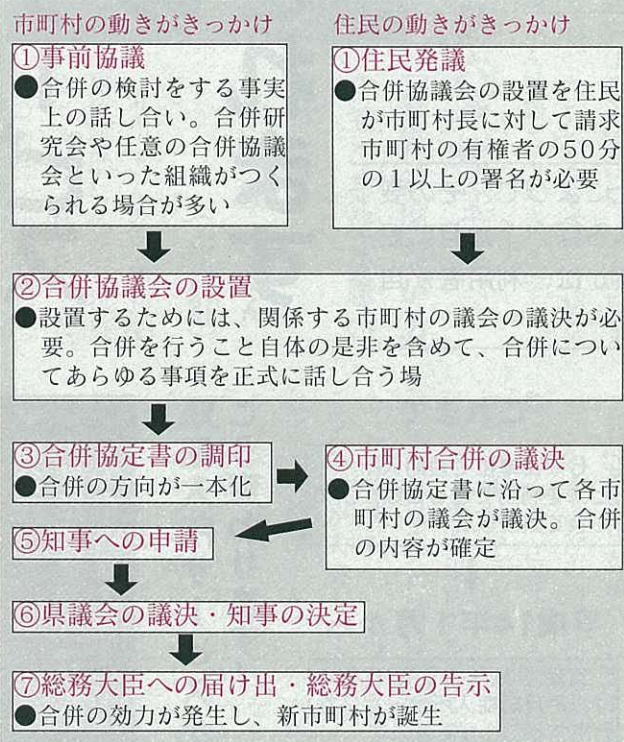 市町村の動きがきっかけ
①事前協議
●合併の検討をする事実
上の話し合い。合併研
究会や任意の合併協議
会といった組織がつく
られる場合が多い
住民の動きがきっかけ
①住民発議
●合併協議会の設置を住民
が市町村長に対して請求
市町村の有権者の50分
の1以上の署名が必要
②合併協議会の設置
●設置するためには、関係する市町村の議会の議決が必
要。合併を行うこと自体の是非を含めて、合併につい
てあらゆる事項を正式に話し合う場
③合併協定書の調印
●合併の方向が一本化
④市町村合併の議決
●合併協定書に沿って各市
町村の議会が議決。合併
の内容が確定
⑤知事への申請
⑥県議会の議決・知事の決定
⑦総務大臣への届け出・総務大臣の告示
●合併の効力が発生し、新市町村が誕生